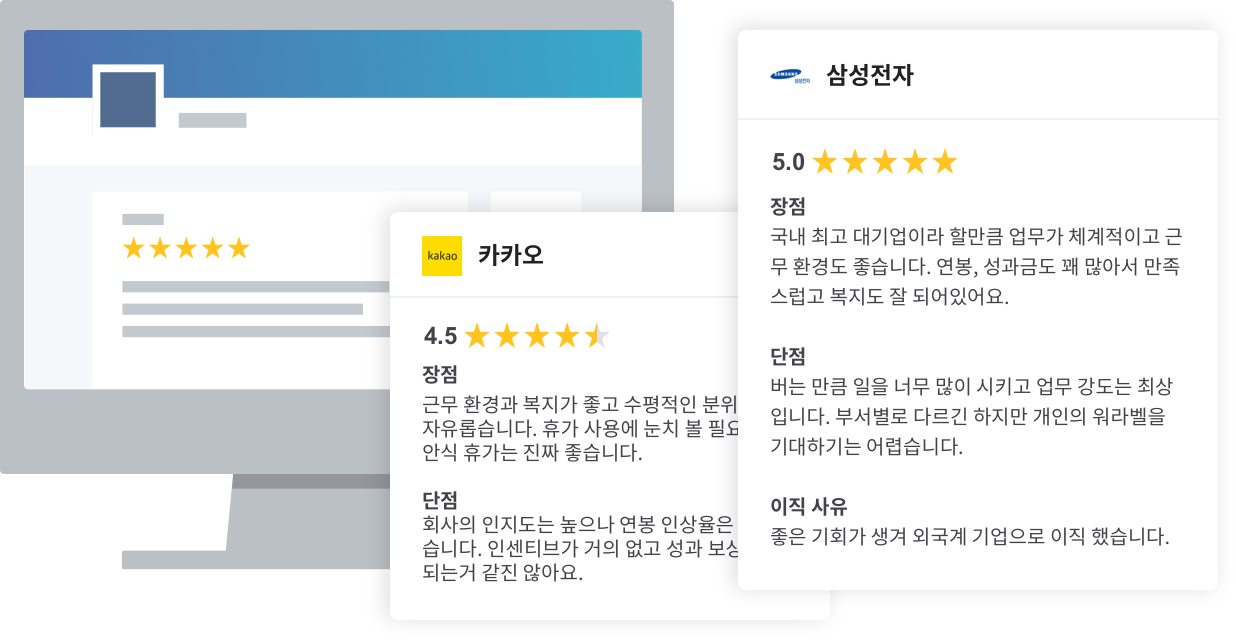 kakao
카카오
4.5
장점
근무 환경과 복지가 좋고 수평적인 분위
자유롭습니다. 휴가 사용에 눈치 볼
안식 휴가는 진짜 좋습니다.
단점
회사의 인지도는 높으나 연봉 인상율은
습니다. 인센티브가 거의 없고 성과
되는거 같진 않아요.
SAMSUNG
삼성전자
삼성전자
5.0
장점
국내 최고 대기업이라 할만큼 업무가 체계적이고 근
무 환경도 좋습니다. 연봉, 성과금도 꽤 많아서 만족
스럽고 복지도 잘 되어있어요.
단점
버는 만큼 일을 너무 많이 시키고 업무 강도는 최상
입니다. 부서별로 다르긴 하지만 개인의 워라벨을
기대하기는 어렵습니다.
이직 사유
좋은 기회가 생겨 외국계 기업으로 이직 했습니다.